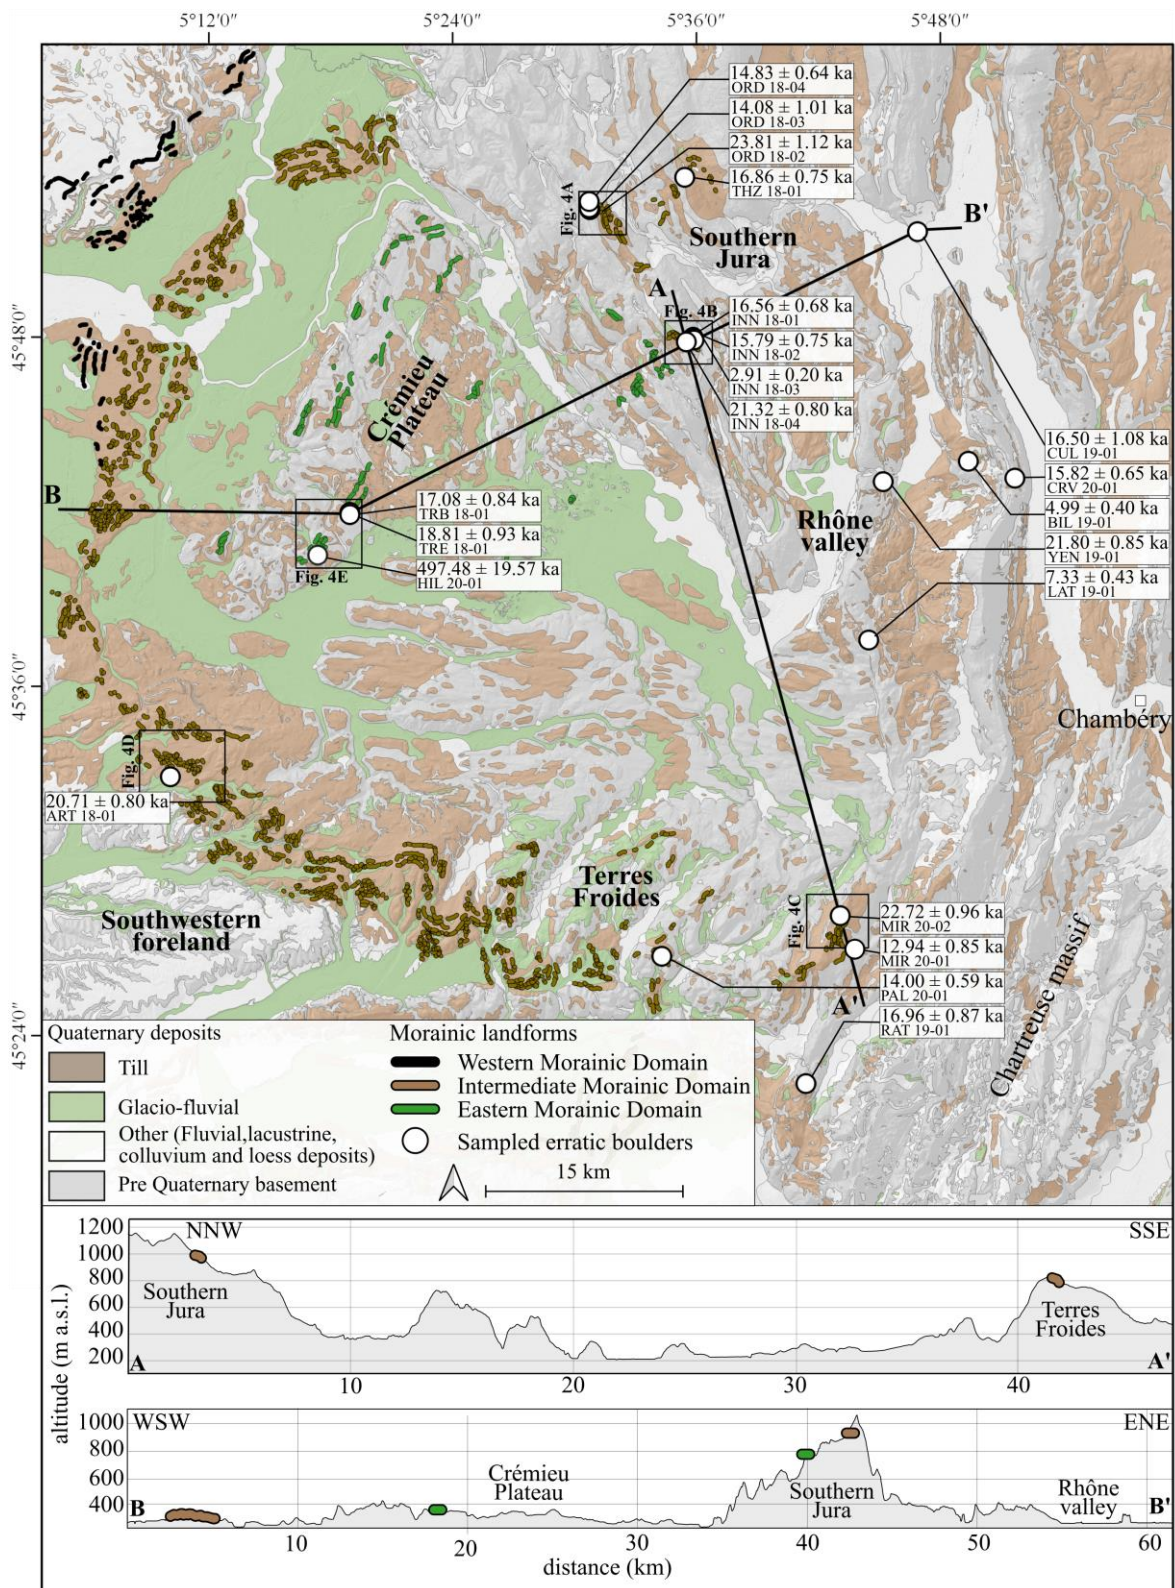 5°12'0"
5°24'0"
5°36'0"
5°48'0"
14.83 ± 0.64 ka
ORD 18-04
14.08 ± 1.01 ka
ORD 18-03
23.81 ± 1.12 ka
ORD 18-02
16.86 ± 0.75 ka
THZ 18-01
Fig. 4A
Southern
Jura
B'
A
Fig. 4B
16.56 ± 0.68 ka
INN 18-01
15.79 ± 0.75 ka
INN 18-02
2.91 ± 0.20 ka
INN 18-03
21.32 ± 0.80 ka
INN 18-04
45°48'0"
Crémieu
Plateau
16.50 ± 1.08 ka
CUL 19-01
15.82 ± 0.65 ka
CRV 20-01
4.99 ± 0.40 ka
BIL 19-01
21.80 ± 0.85 ka
YEN 19-01
7.33 ± 0.43 ka
LAT 19-01
B
17.08 ± 0.84 ka
TRB 18-01
18.81 ± 0.93 ka
TRE 18-01
497.48 ± 19.57 ka
HIL 20-01
Fig. 4E
Rhône
valley
45°36'0"
Chambéry
Fig. 4D
20.71 ± 0.80 ka
ART 18-01
Terres
Froides
Southwestern
foreland
Fig. 4C
22.72 ± 0.96 ka
MIR 20-02
12.94 ± 0.85 ka
MIR 20-01
14.00 ± 0.59 ka
PAL 20-01
16.96 ± 0.87 ka
RAT 19-01
A'
Chartreuse massif
45°24'0"
Quaternary deposits
Till
Glacio-fluvial
Other (Fluvial,lacustrine,
colluvium and loess deposits)
Pre Quaternary basement
Morainic landforms
Western Morainic Domain
Intermediate Morainic Domain
Eastern Morainic Domain
Sampled erratic boulders
15 km
altitude (m a.s.l.)
1200
1000
800
600
400
200
NNW
SSE
Southern
Jura
Terres
Froides
A
A'
10
20
30
40
1000
800
600
400
WSW
ENE
Crémieu
Plateau
Southern
Jura
Rhône
valley
B
B'
10
20
30
40
50
60
distance (km)